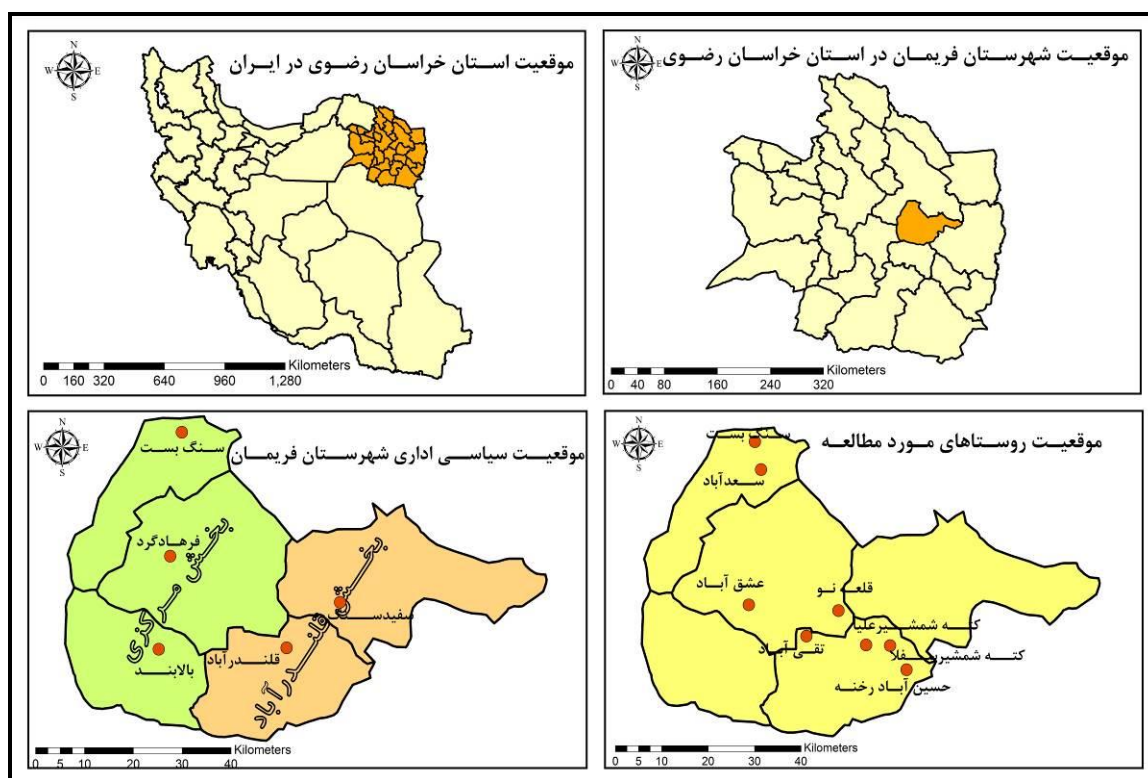 موقعیت استان خراسان رضوی در ایران
N
W E
S
Kilometers
0 160 320 640 960 1,280
موقعیت شهرستان فریمان در استان خراسان رضوی
N
W E
S
Kilometers
0 40 80 160 240 320
موقعیت سیاسی اداری شهرستان فریمان
N
W E
S
سنگ بست
فرهادگرد
بخش مرکزی
بالابند
بخش قلندرآباد
سفیدسنگ
قلندرآباد
Kilometers
0 5 10 20 30 40
موقعیت روستاهای مورد مطالعه
N
W E
S
سنگ بست
سعدآباد
عشق آباد
قلعه نو
تقی آباد
کته شمشیرعلیا
کته شمشیرسفلا
حسین آباد رخنه
Kilometers
0 5 10 20 30 40